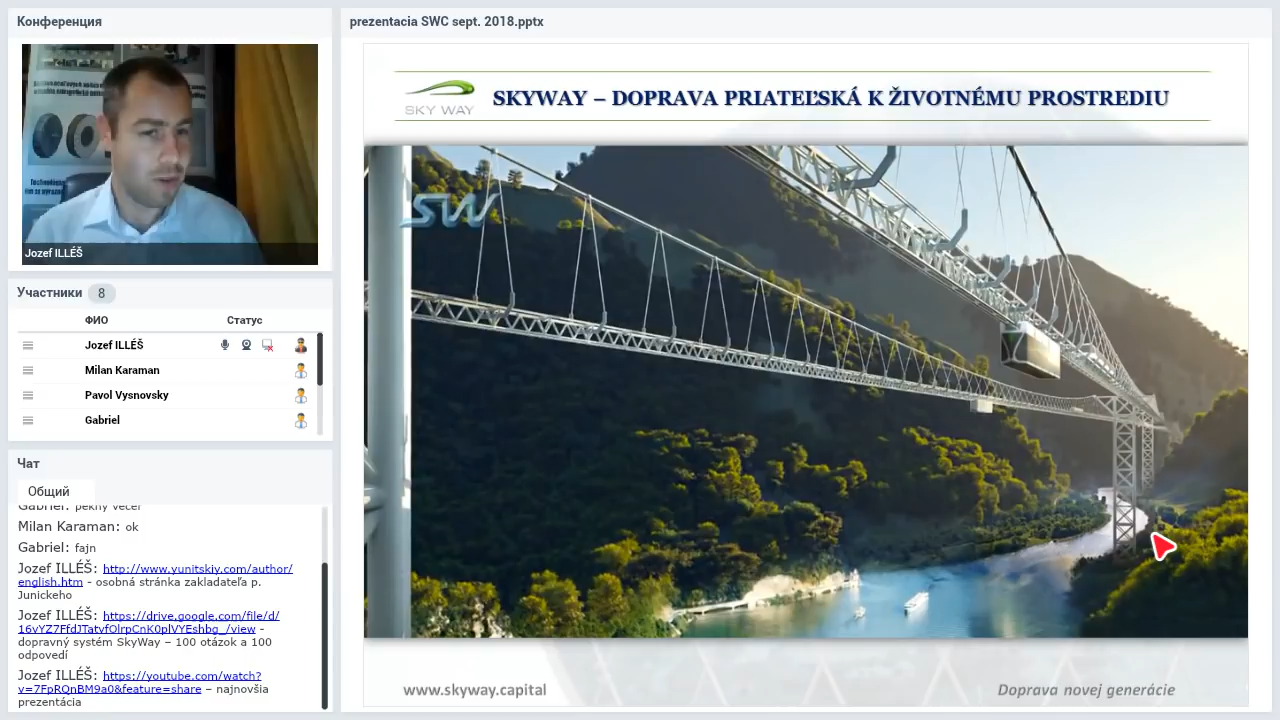 Конференция
Jozef ILLÉŠ
Участники 8
ФИО Статус
Jozef ILLÉŠ
Milan Karaman
Pavol Vysnovsky
Gabriel
Чат
Общий
Gabriel: pekny vecer
Milan Karaman: ok
Gabriel: fajn
Jozef ILLÉŠ: http://www.yunitskiy.com/author/
english.htm - osobná stránka zakladateľa p.
Junickeho
Jozef ILLÉŠ: https://drive.google.com/file/d/
16vYZ7FfdJTatvfOlrpCnK0plVYEshbg_/view -
dopravný systém SkyWay – 100 otázok a 100
odpovedí
Jozef ILLÉŠ: https://youtube.com/watch?
v=7FpRQnBM9a0&feature=share – najnovšia
prezentácia
prezentacia SWC sept. 2018.pptx
SKY WAY
SKYWAY – DOPRAVA PRIATEĽSKÁ K ŽIVOTNÉMU PROSTREDIU
SW
www.skyway.capital
Doprava novej generácie